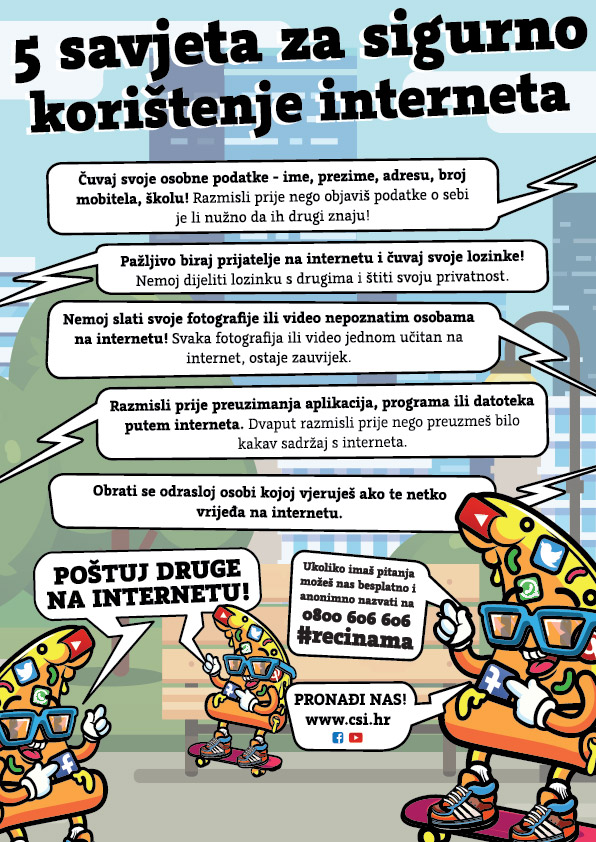 5 savjeta za sigurno
korištenje interneta
Čuvaj svoje osobne podatke - ime, prezime, adresu, broj
mobitela, školu! Razmisli prije nego objaviš podatke o sebi
je li nužno da ih drugi znaju!
Pažljivo biraj prijatelje na internetu i čuvaj svoje lozinke!
Nemoj dijeliti lozinku s drugima i štiti svoju privatnost.
Nemoj slati svoje fotografije ili video nepoznatim osobama
na internetu! Svaka fotografija ili video jednom učitan na
internet, ostaje zauvijek.
Razmisli prije preuzimanja aplikacija, programa ili datoteka
putem interneta. Dvaput razmisli prije nego preuzmeš bilo
kakav sadržaj s interneta.
Obrati se odrasloj osobi kojoj vjeruješ ako te netko
vrijeđa na internetu.
POŠTUJ DRUGE
NA INTERNETU!
Ukoliko imaš pitanja
možeš nas besplatno i
anonimno nazvati na
0800 606 606
#recinama
PRONAĐI NAS!
www.csi.hr